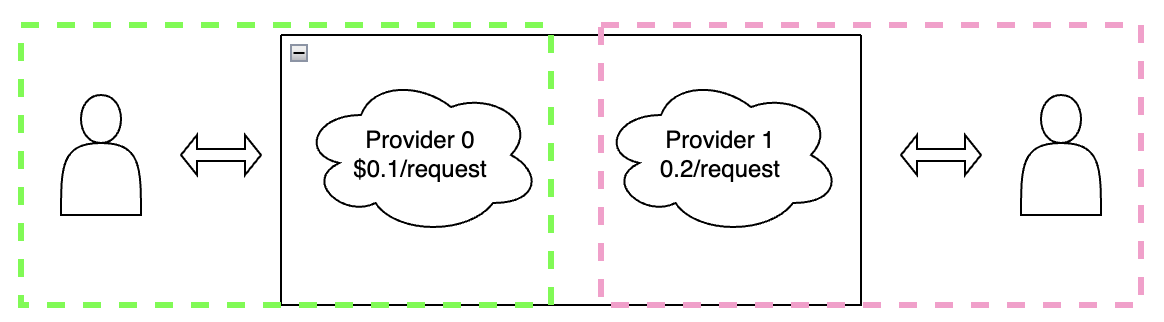 Provider 0
$0.1/request
Provider 1
0.2/request